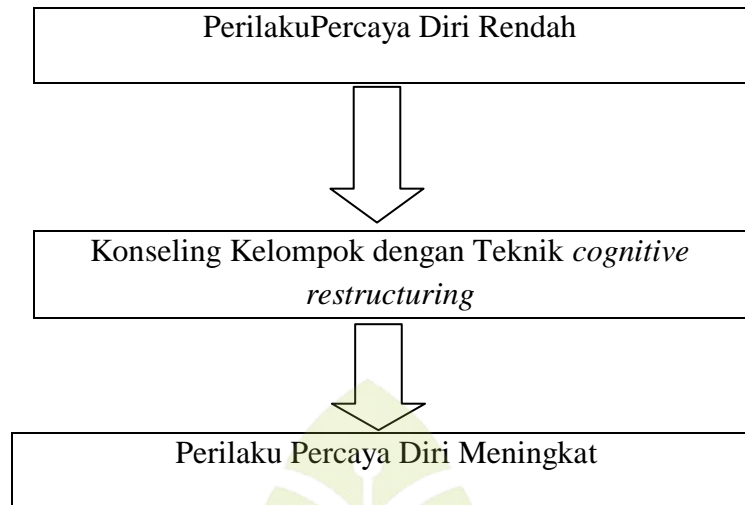 PerilakuPercaya Diri Rendah
Konseling Kelompok dengan Teknik cognitive
restructuring
Perilaku Percaya Diri Meningkat